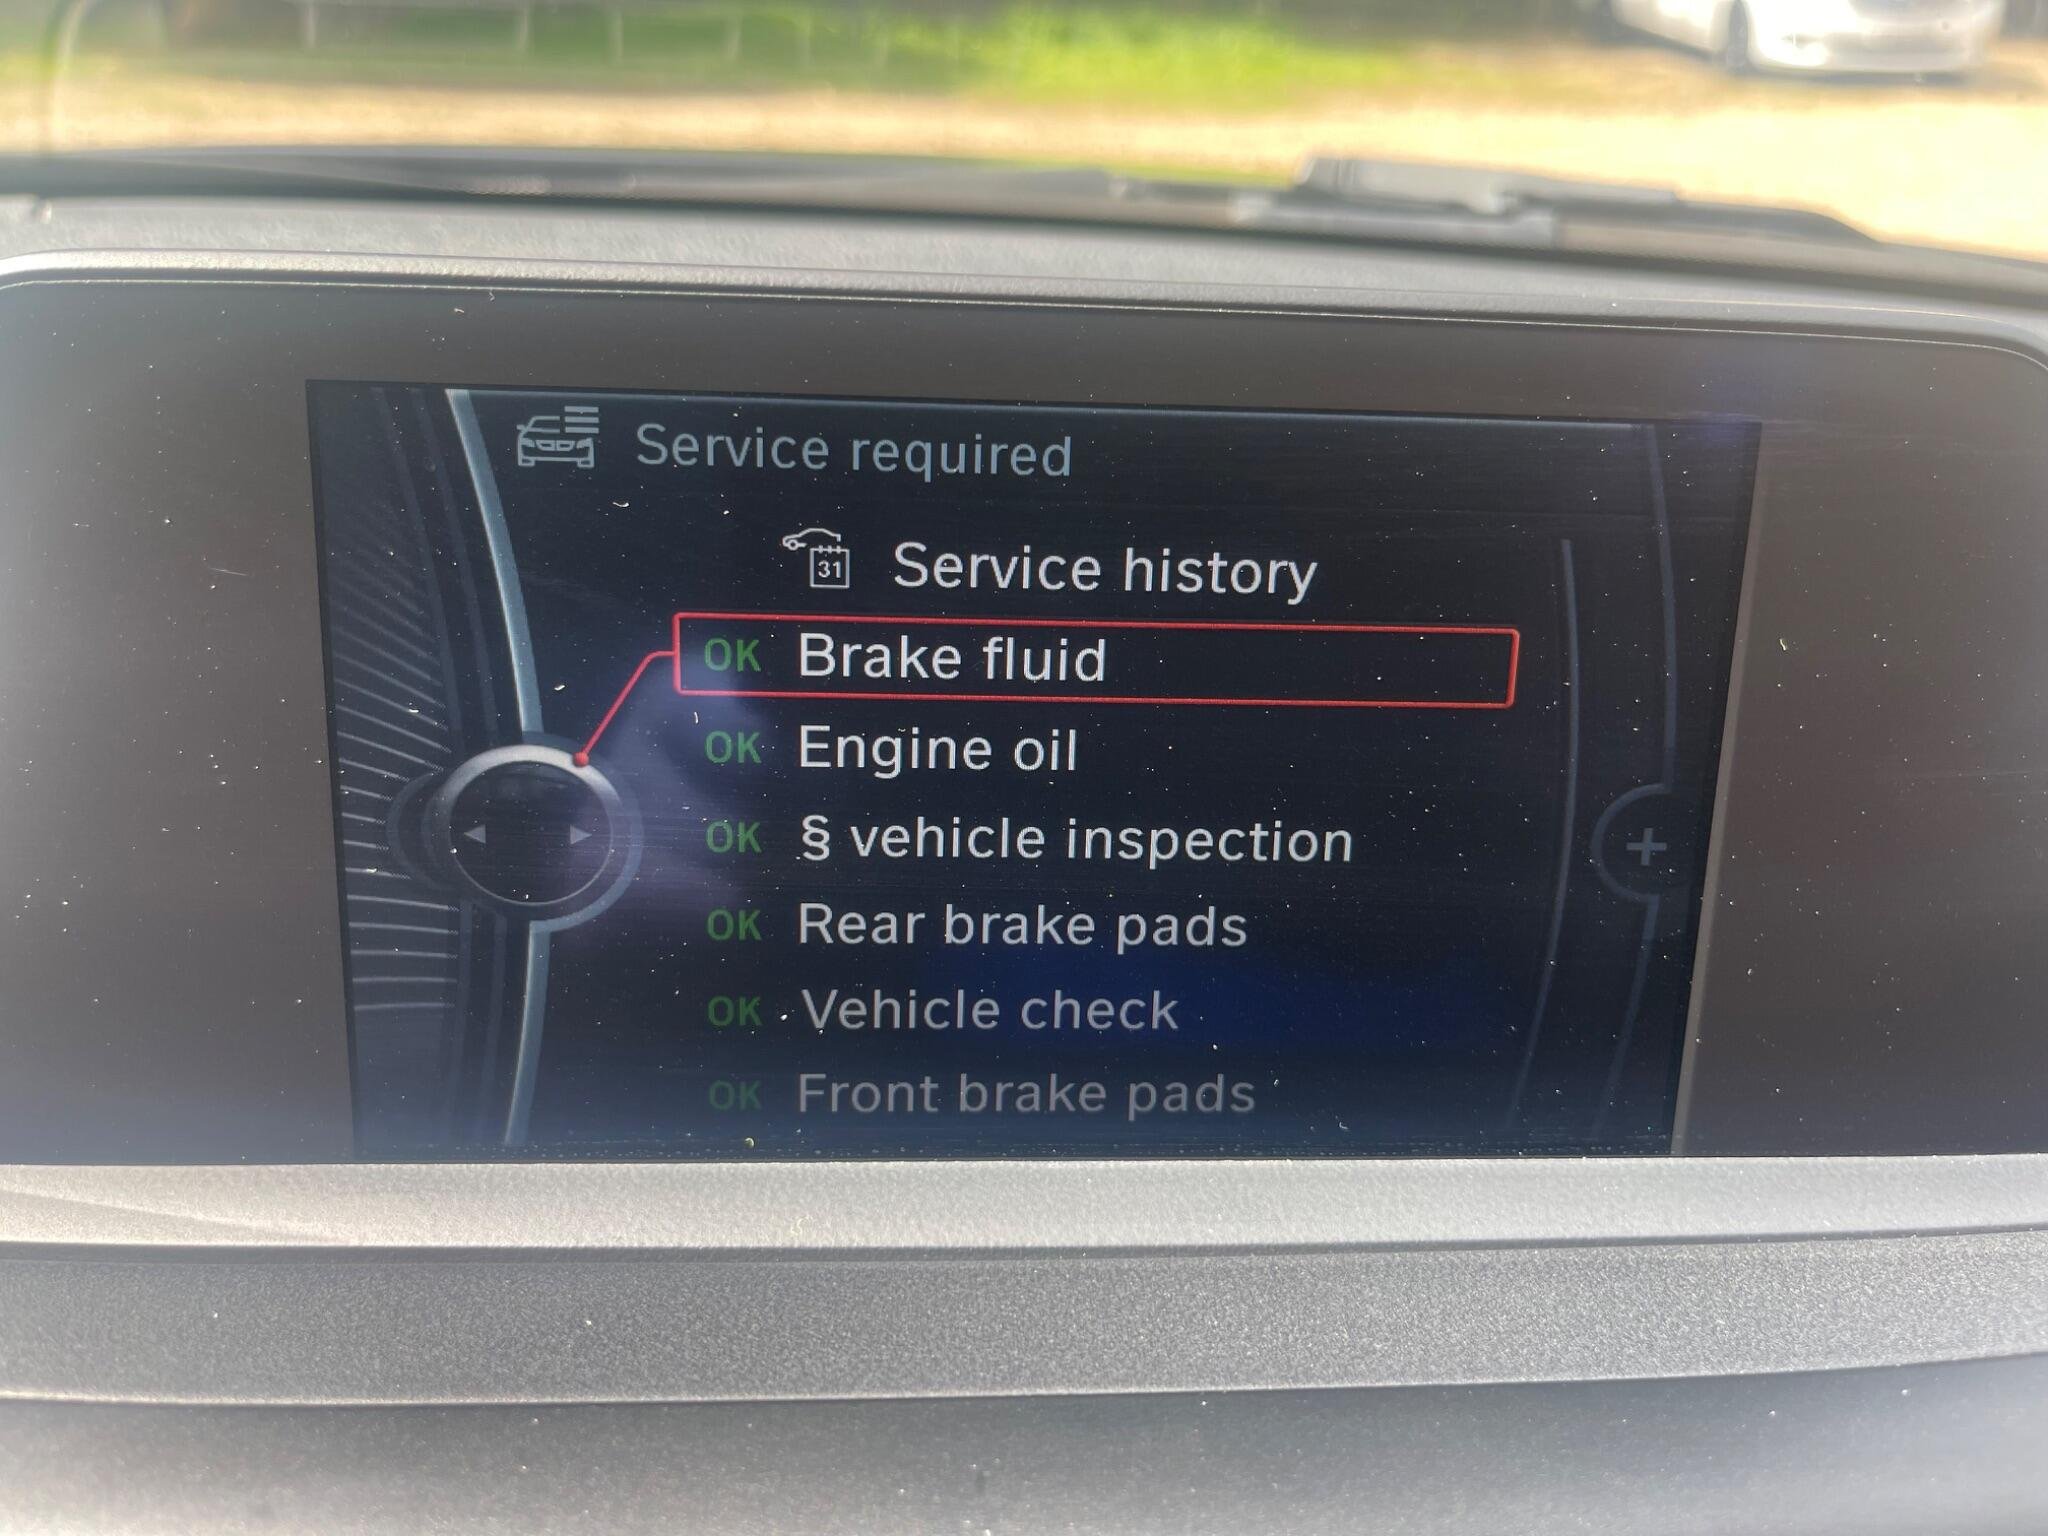 Service required
31 Service history
OK Brake fluid
OK Engine oil
OK § vehicle inspection
OK Rear brake pads
OK Vehicle check
OK Front brake pads
+